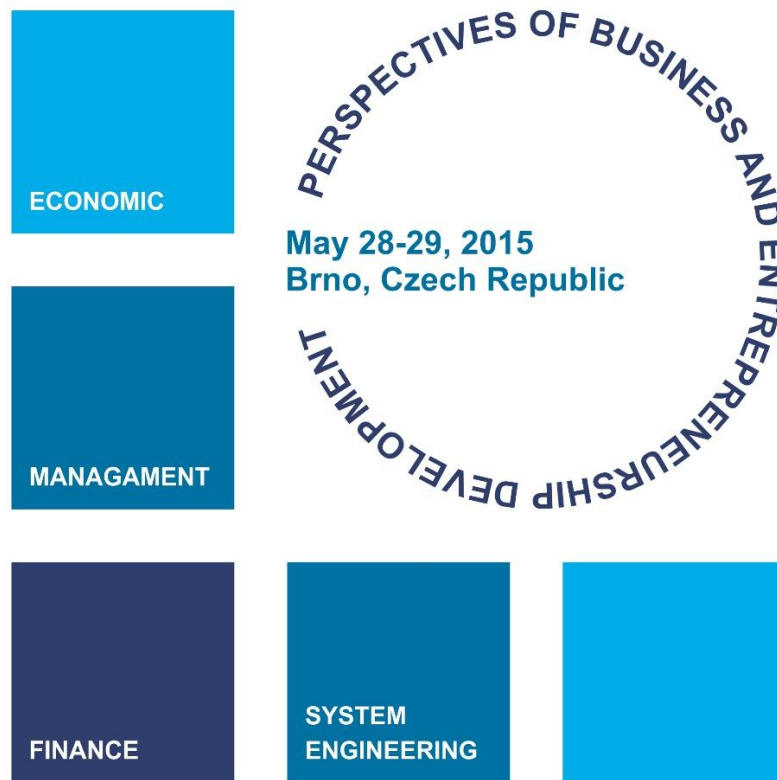 PERSPECTIVES OF BUSINESS AND ENTREPRENEURSHIP DEVELOPMENT
ECONOMIC
May 28-29, 2015
Brno, Czech Republic
MANAGAMENT
FINANCE
SYSTEM
ENGINEERING